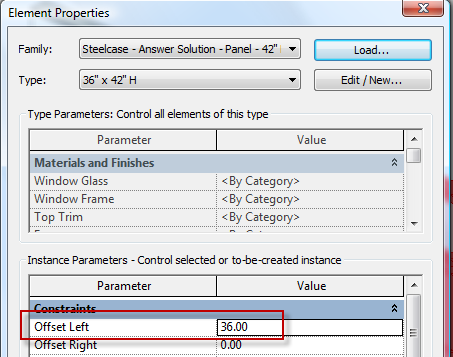 Element Properties
Family: Steelcase - Answer Solution - Panel - 42" Load...
Type: 36" x 42" H Edit / New...
Type Parameters: Control all elements of this type
Parameter Value
Materials and Finishes
Window Glass <By Category>
Window Frame <By Category>
Top Trim <By Category>
Instance Parameters - Control selected or to-be-created instance
Parameter Value
Constraints
Offset Left 36.00
Offset Right 0.00